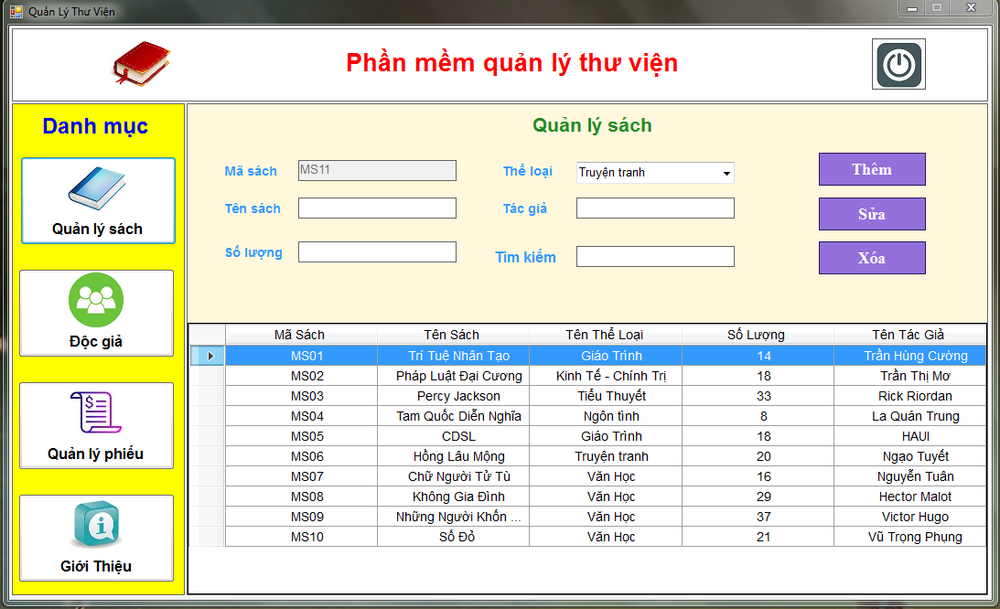 Quản Lý Thư Viện
Phần mềm quản lý thư viện
Danh mục
Quản lý sách
Độc giả
Quản lý phiếu
Giới Thiệu
Quản lý sách
Mã sách MS11 Thể loại Truyện tranh Thêm
Tên sách Tác giả Sửa
Số lượng Tìm kiếm Xóa
Mã Sách Tên Sách Tên Thể Loại Số Lượng Tên Tác Giả
MS01 Trí Tuệ Nhân Tạo Giáo Trình 14 Trần Hùng Cường
MS02 Pháp Luật Đại Cương Kinh Tế - Chính Trị 18 Trần Thị Mơ
MS03 Percy Jackson Tiểu Thuyết 33 Rick Riordan
MS04 Tam Quốc Diễn Nghĩa Ngôn tình 8 La Quán Trung
MS05 CDSL Giáo Trình 18 HAUI
MS06 Hồng Lâu Mộng Truyện tranh 20 Ngạo Tuyết
MS07 Chữ Người Tử Tù Văn Học 16 Nguyễn Tuân
MS08 Không Gia Đình Văn Học 29 Hector Malot
MS09 Những Người Khốn ... Văn Học 37 Victor Hugo
MS10 Số Đỏ Văn Học 21 Vũ Trọng Phụng